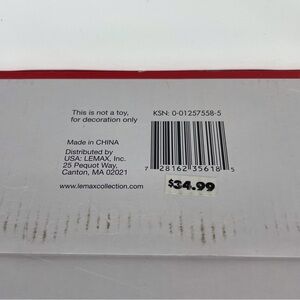 This is not a toy,
for decoration only
KSN: 0-01257558-5
Made in CHINA
Distributed by
USA: LEMAX, Inc.
25 Pequot Way,
Canton, MA 02021
www.lemaxcollection.com
7 28162 35618 5
$34.99